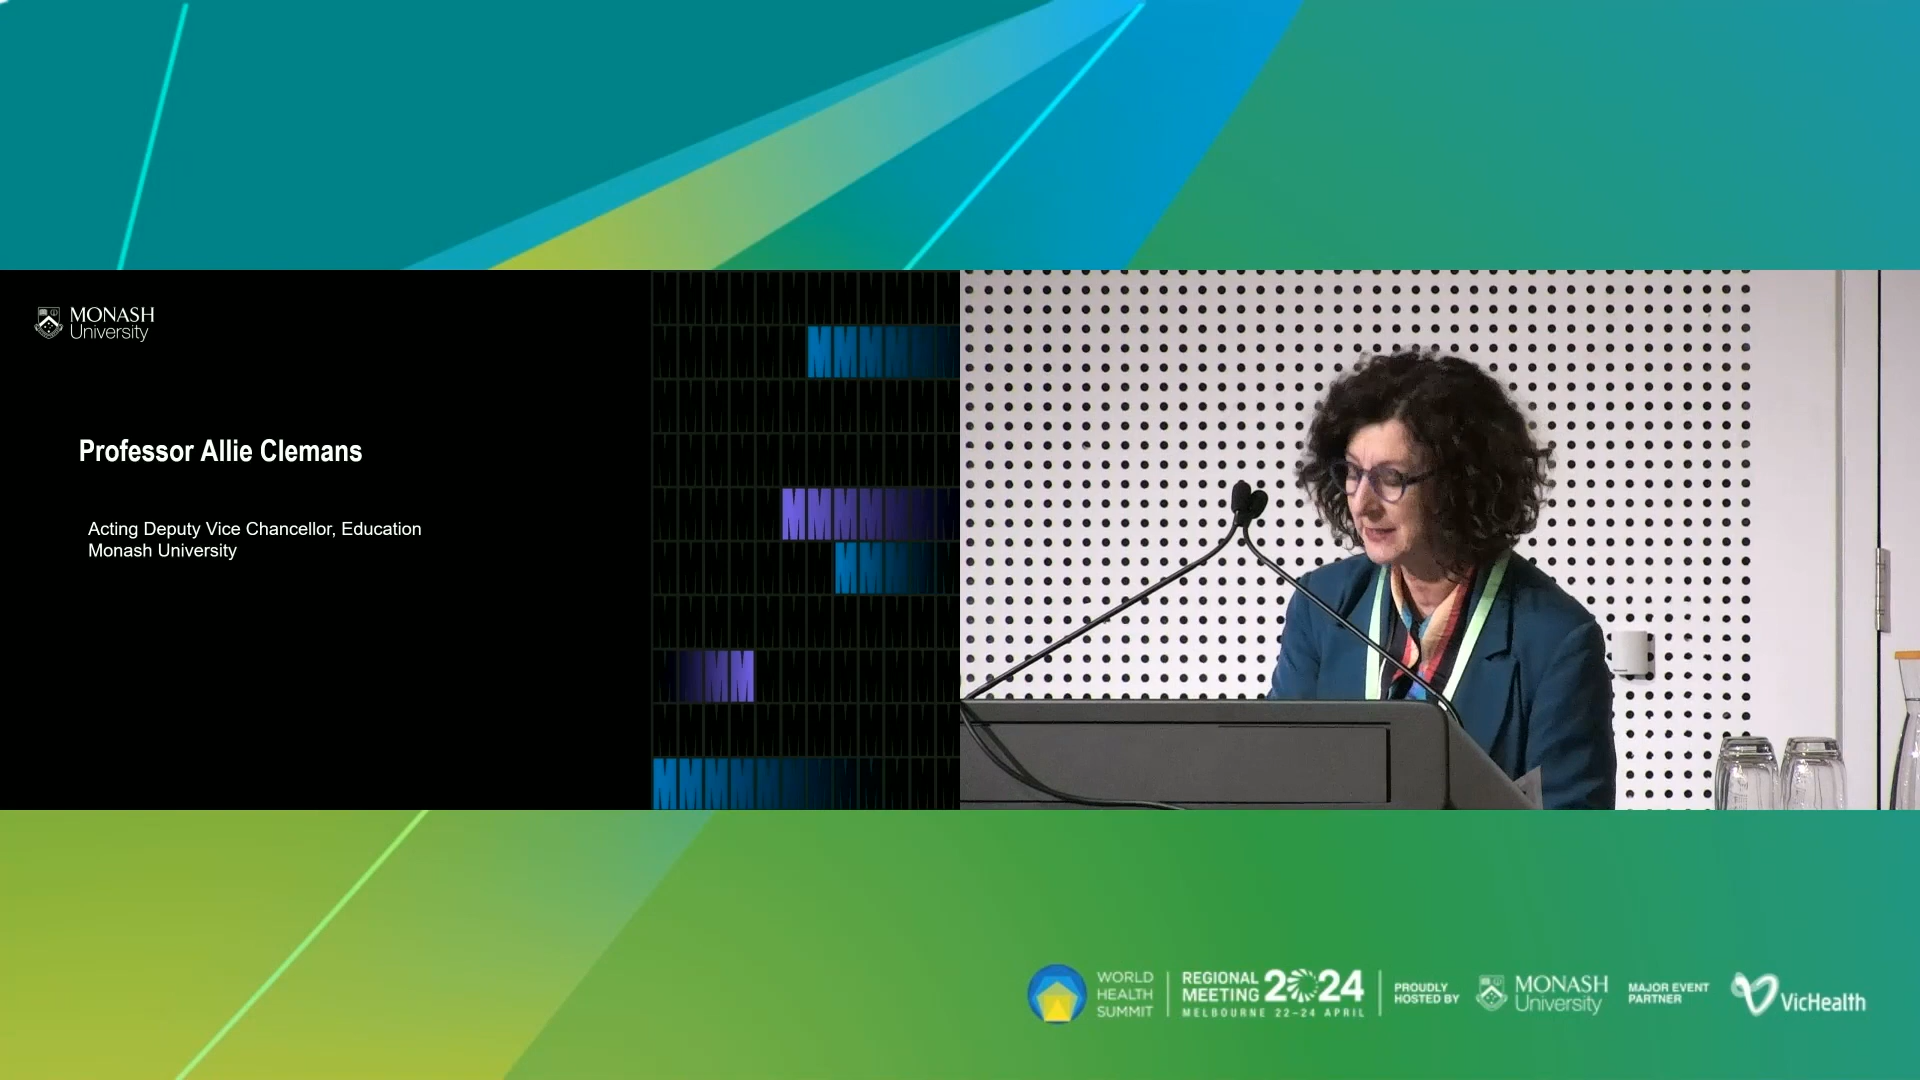 MONASH
University
Professor Allie Clemans
Acting Deputy Vice Chancellor, Education
Monash University
WORLD
HEALTH
SUMMIT
REGIONAL
MEETING 2024
MELBOURNE 22–24 APRIL
PROUDLY
HOSTED BY
MONASH
University
MAJOR EVENT
PARTNER
VicHealth